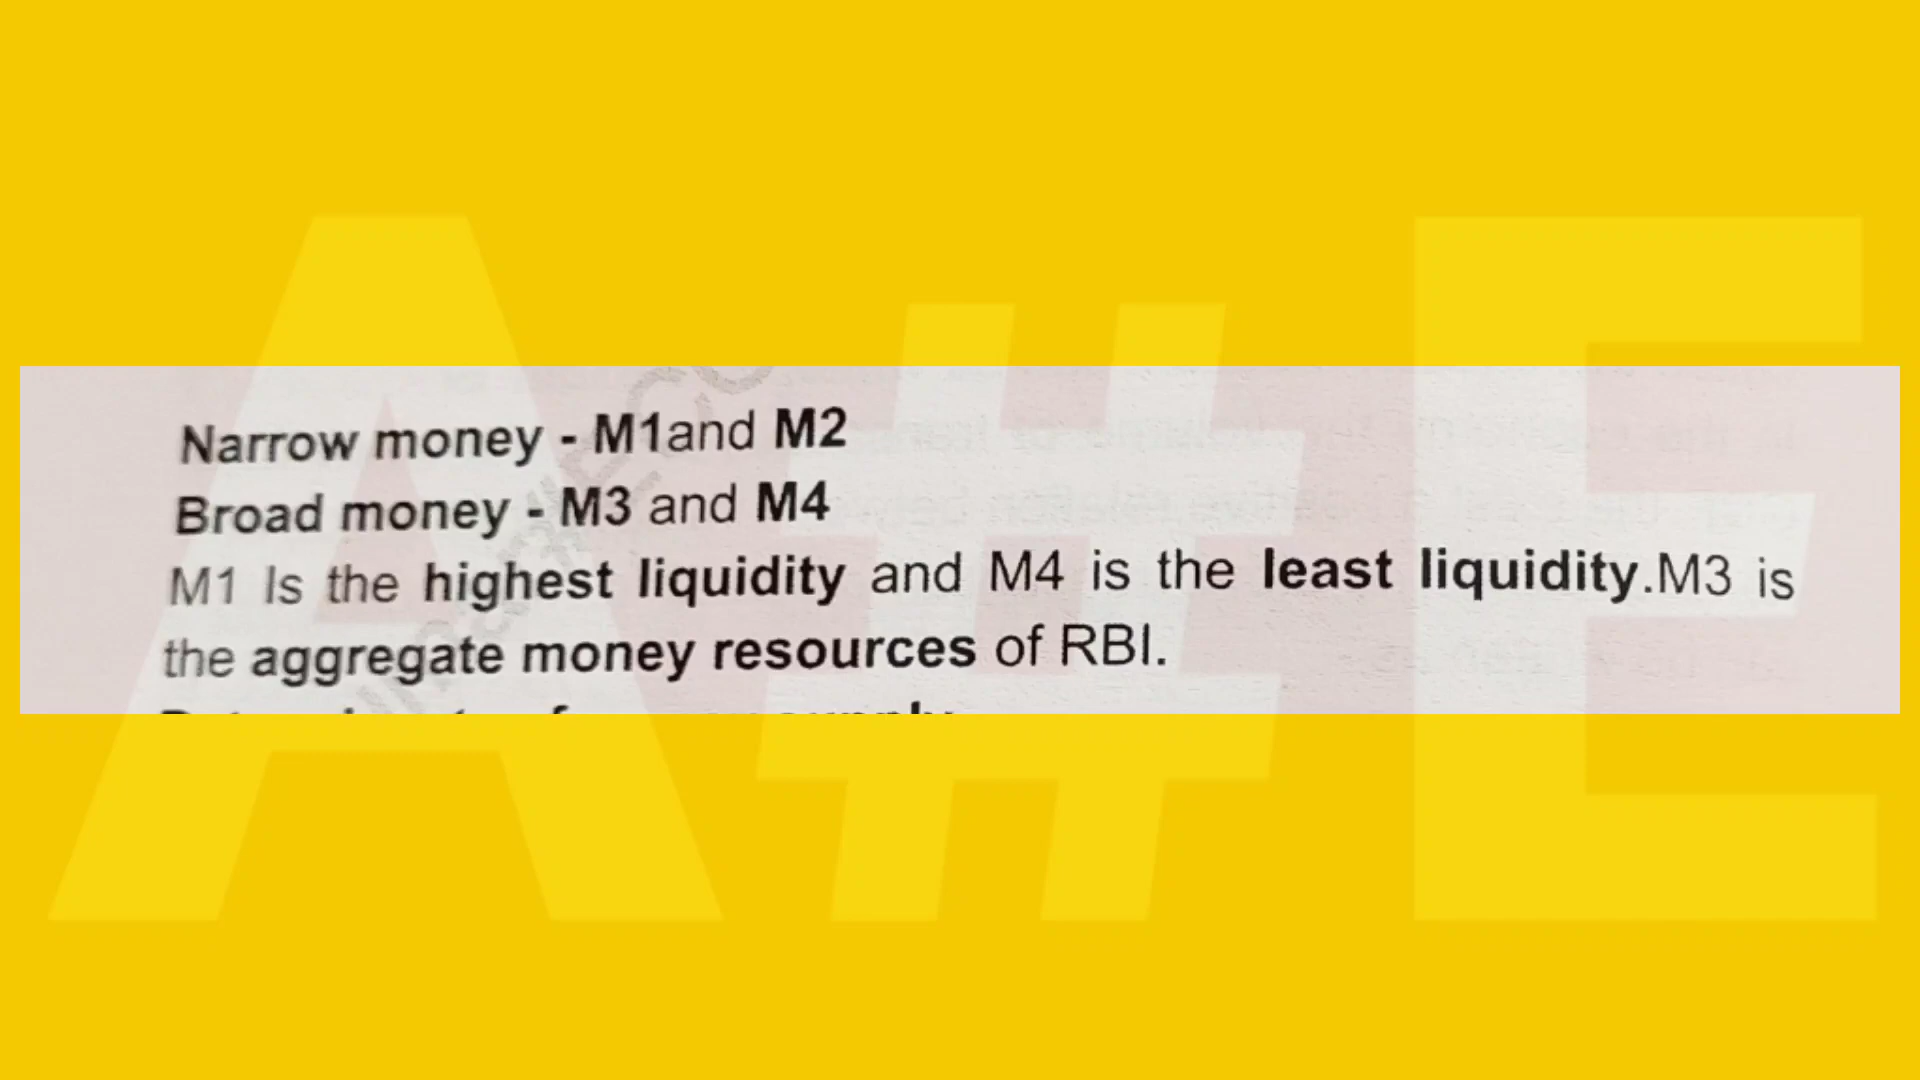 Narrow money - M1and M2
Broad money - M3 and M4
M1 Is the highest liquidity and M4 is the least liquidity.M3 is
the aggregate money resources of RBI.
A#E